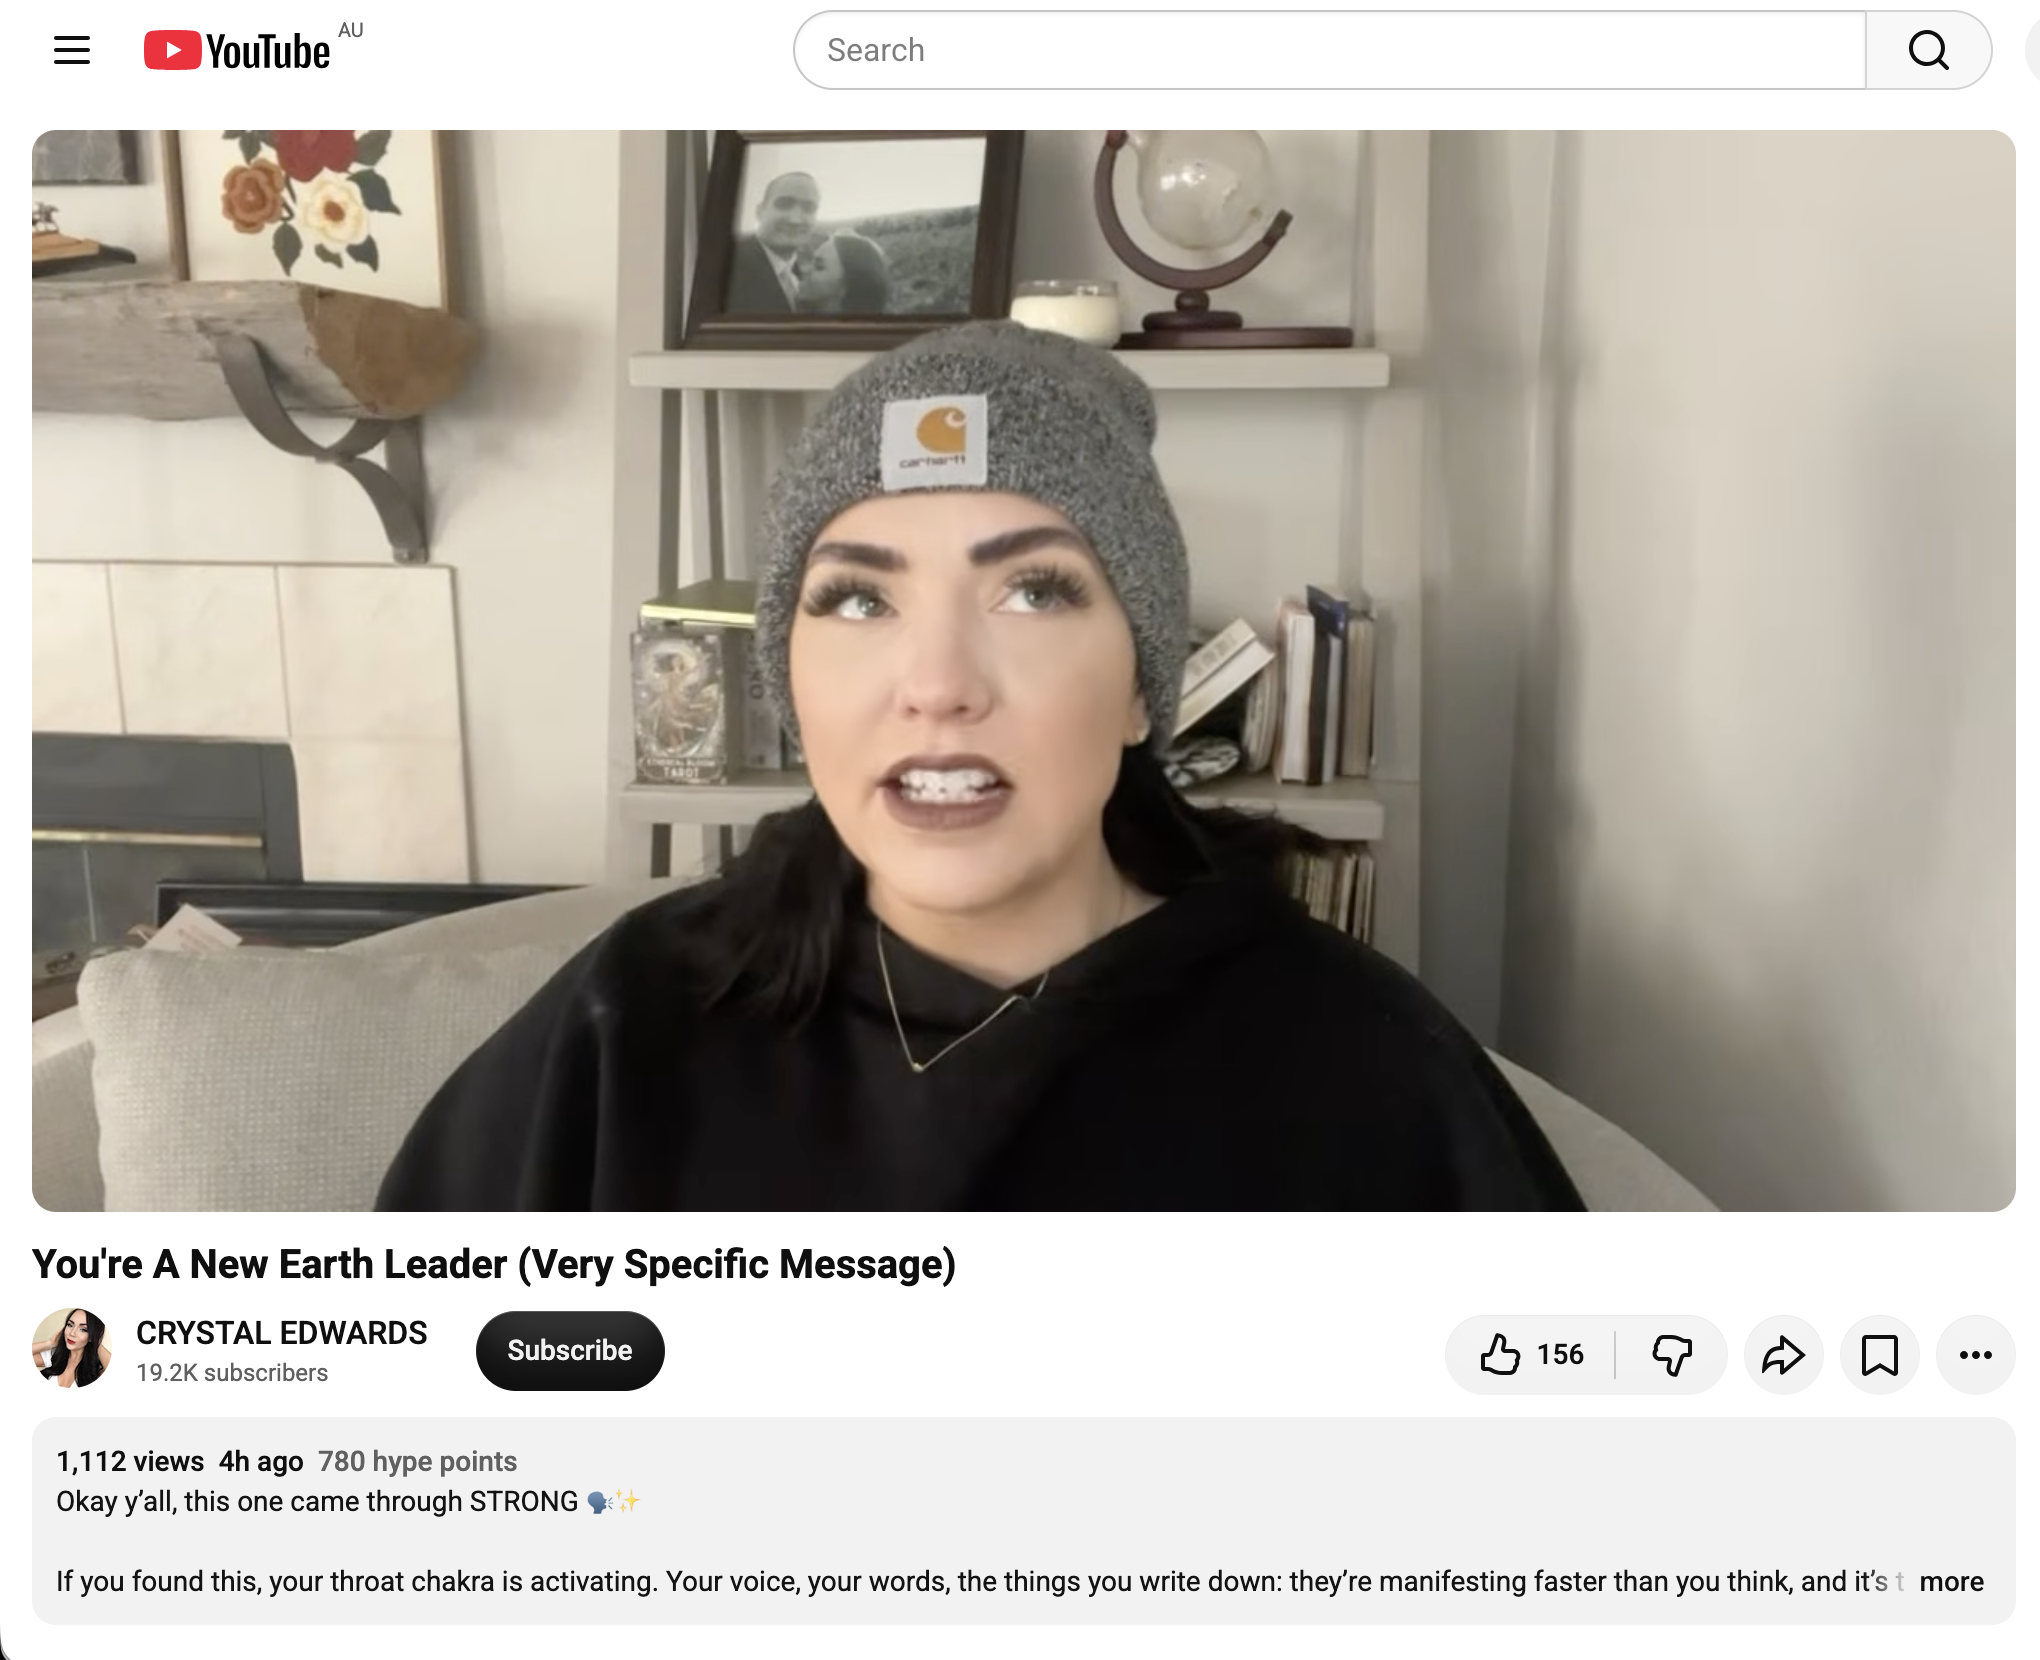 YouTube AU
Search
carhartt
TAROT
You're A New Earth Leader (Very Specific Message)
CRYSTAL EDWARDS
19.2K subscribers
Subscribe
156
1,112 views 4h ago 780 hype points
Okay y’all, this one came through STRONG 🗣️✨
If you found this, your throat chakra is activating. Your voice, your words, the things you write down: they’re manifesting faster than you think, and it’s t more